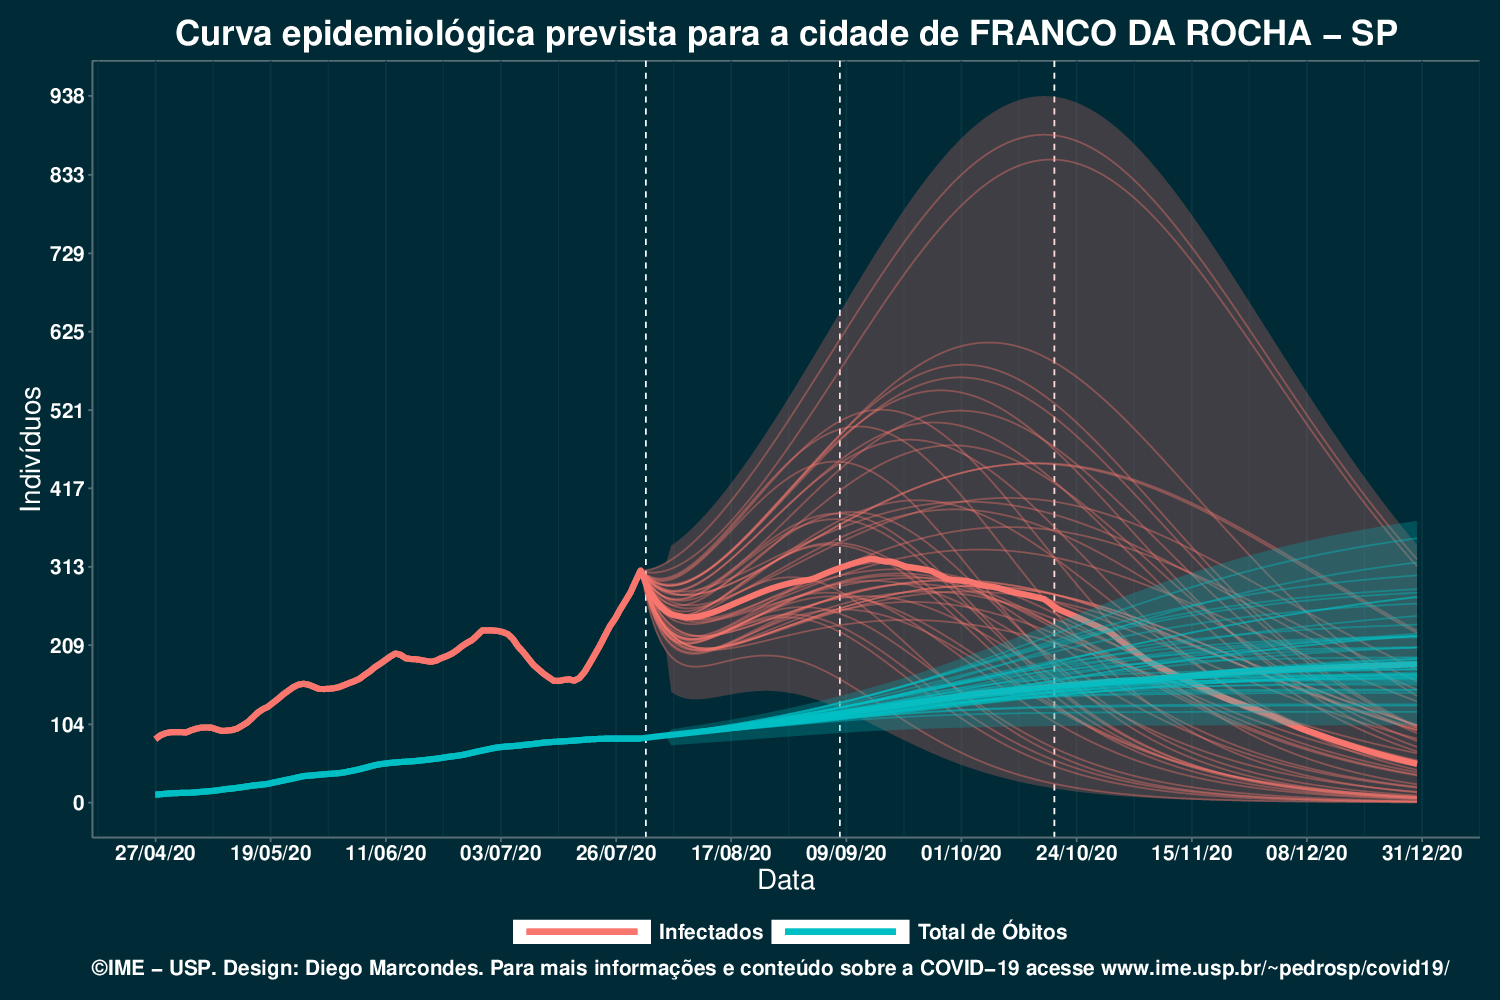 Curva epidemiológica prevista para a cidade de FRANCO DA ROCHA – SP
Indivíduos
938
833
729
625
521
417
313
209
104
0
27/04/20 19/05/20 11/06/20 03/07/20 26/07/20 17/08/20 09/09/20 01/10/20 24/10/20 15/11/20 08/12/20 31/12/20
Data
Infectados Total de Óbitos
©IME – USP. Design: Diego Marcondes. Para mais informações e conteúdo sobre a COVID–19 acesse www.ime.usp.br/~pedrosp/covid19/